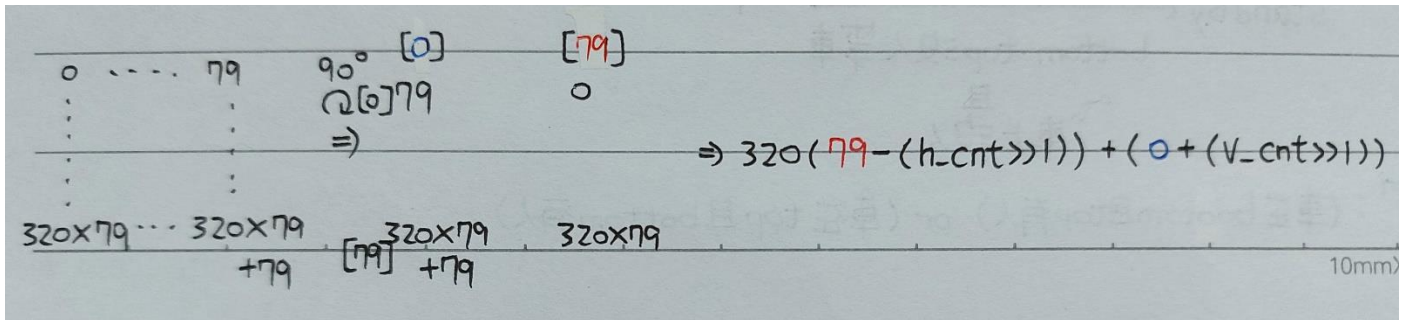 [0] [79]
0 ‥‥ 79 90° 0
[0]79
⇒
⇒ 320(79-(h_cnt>>1))+(0+(V_cnt>>1))
320×79 ‥‥ 320×79 320×79 320×79
+79 [79] +79
10mm